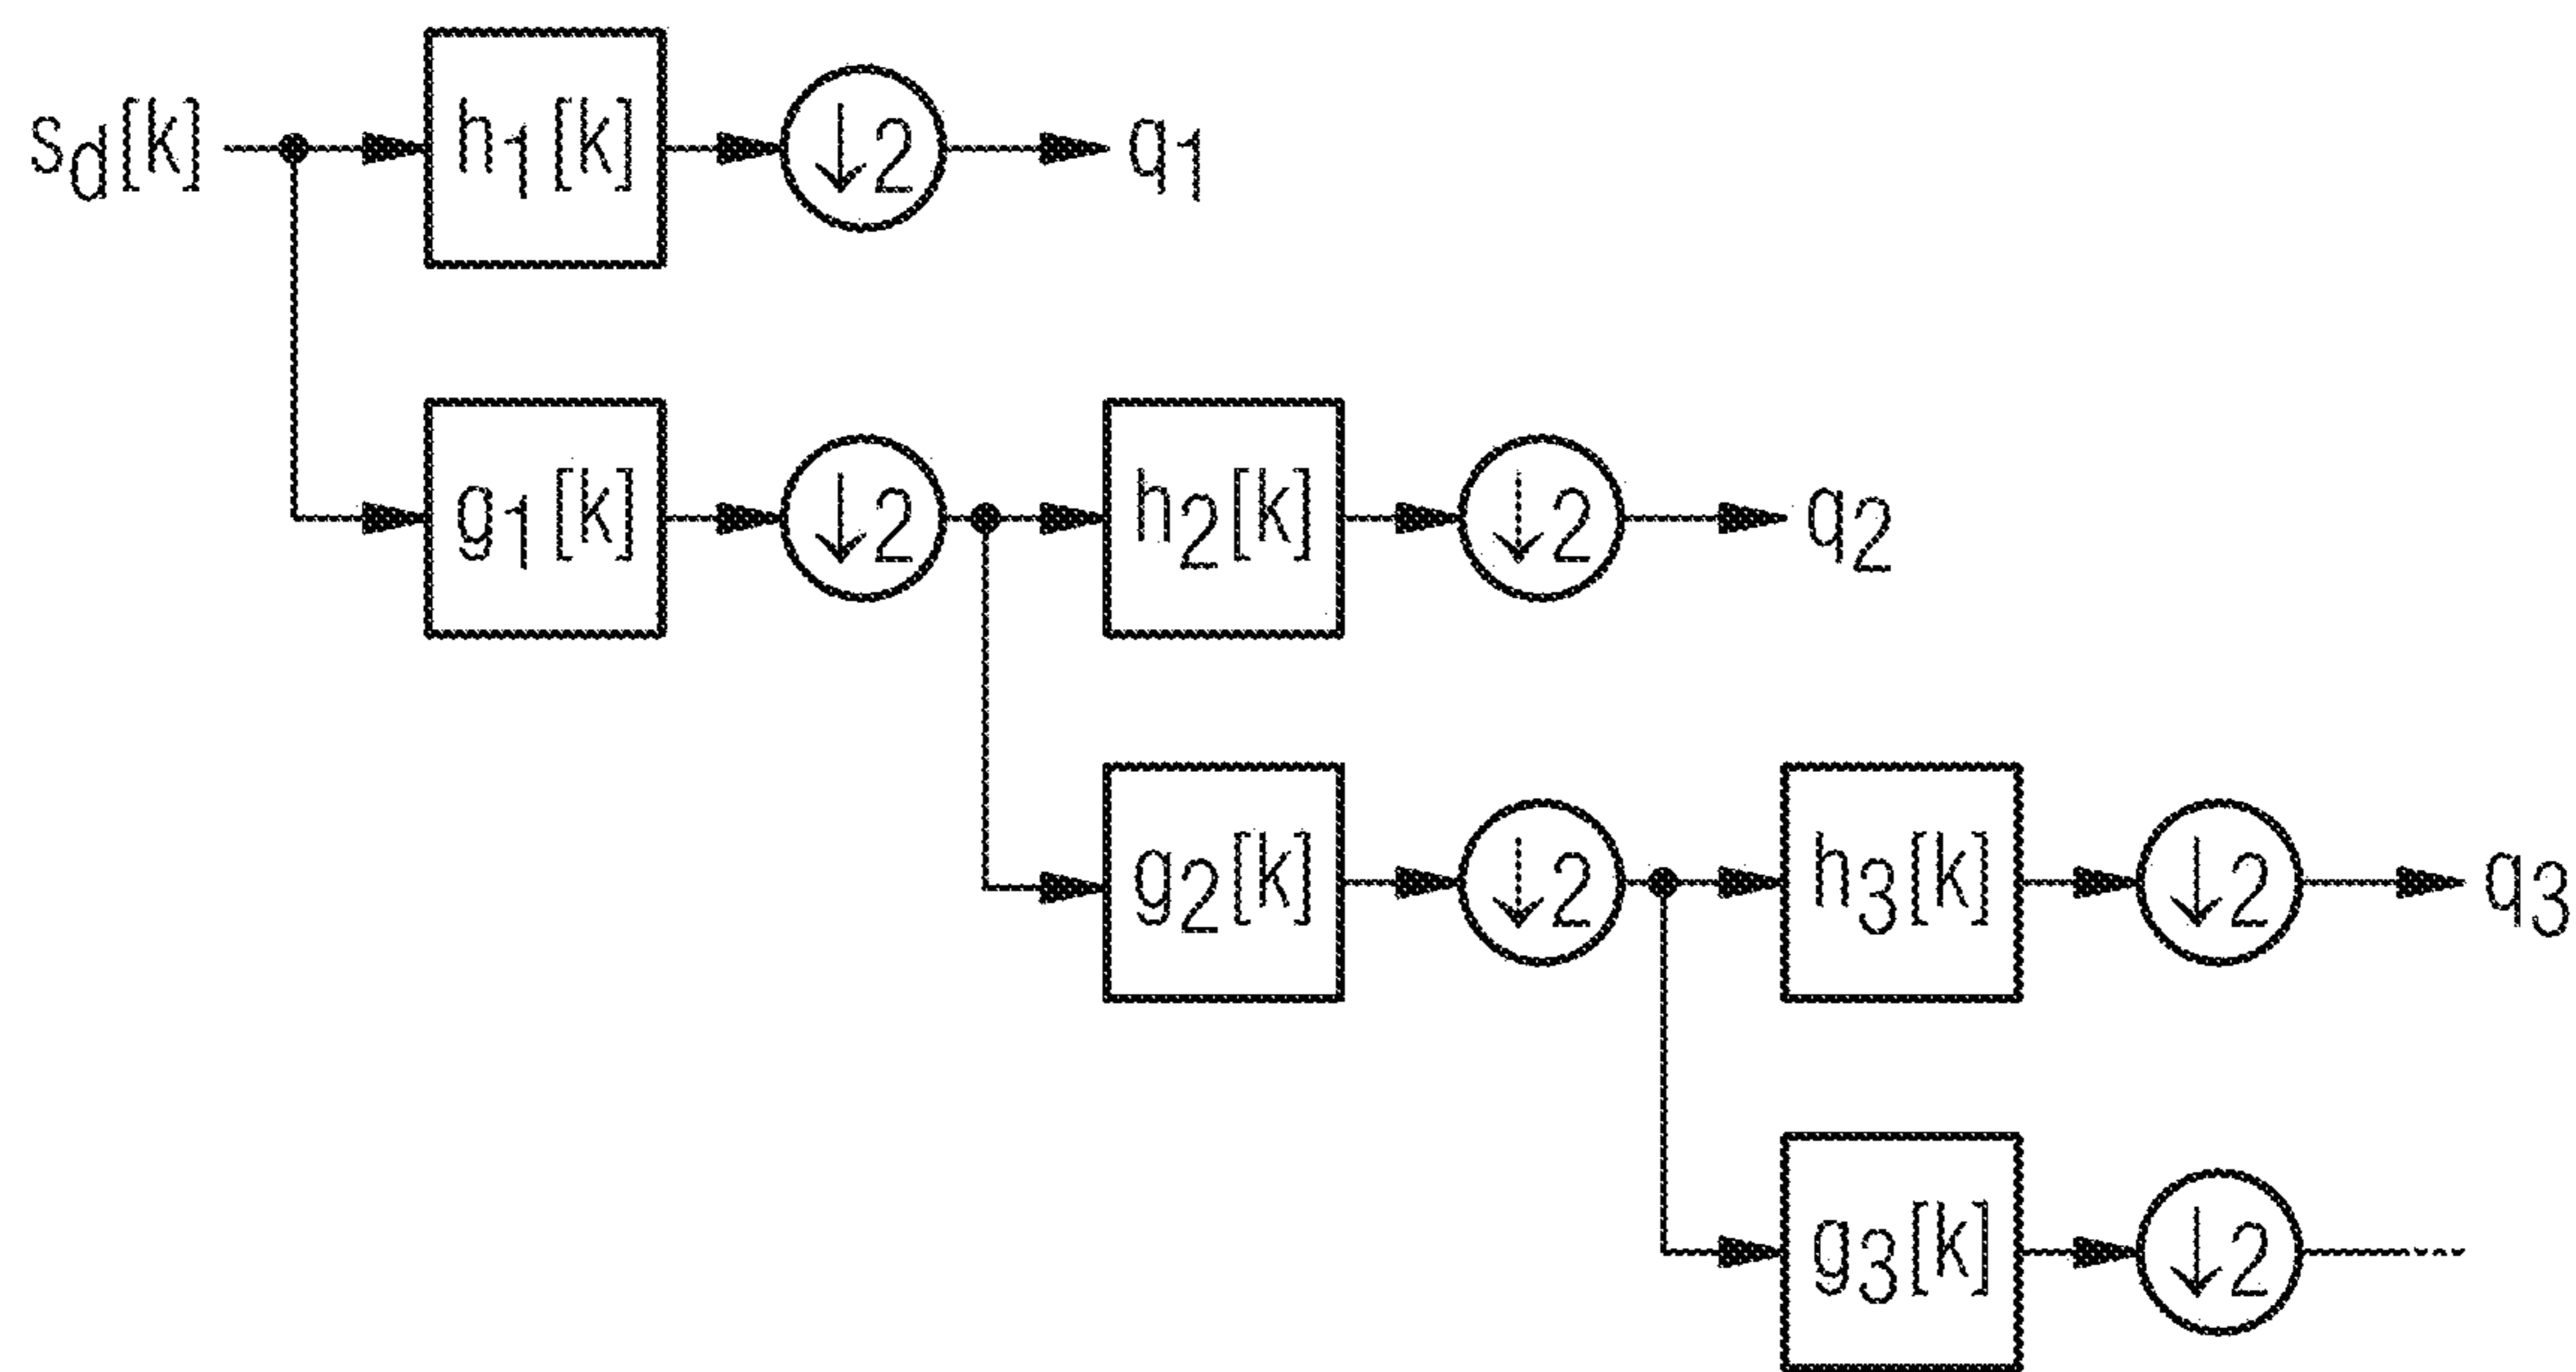 s_d[k] h_1[k] ↓2 q_1
g_1[k] ↓2 h_2[k] ↓2 q_2
g_2[k] ↓2 h_3[k] ↓2 q_3
g_3[k] ↓2